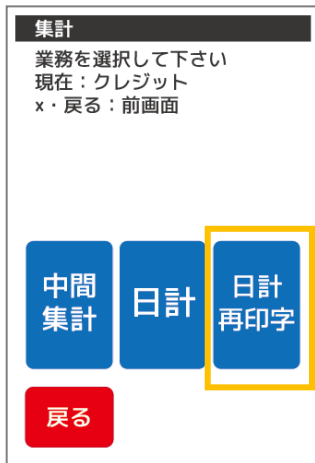 集計
業務を選択して下さい
現在：クレジット
x・戻る：前画面
中間
集計
日計
日計
再印字
戻る